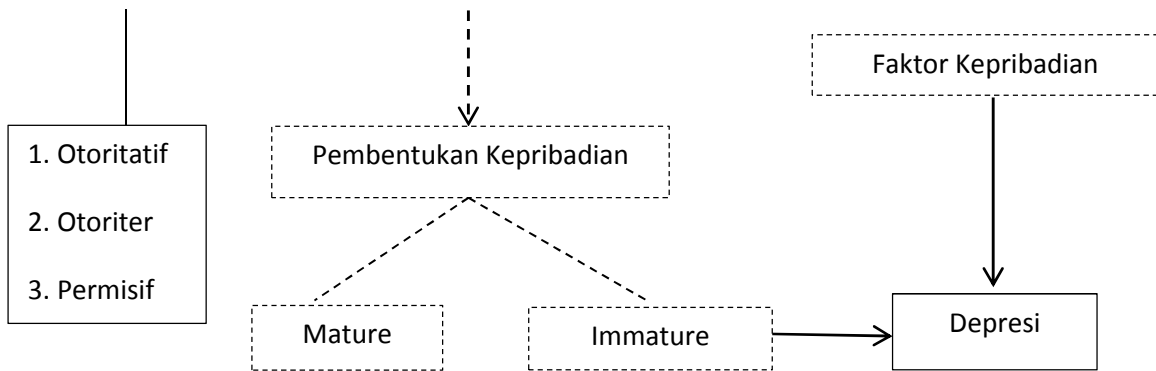 Faktor Kepribadian
1. Otoritatif
2. Otoriter
3. Permisif
Pembentukan Kepribadian
Mature
Immature
Depresi